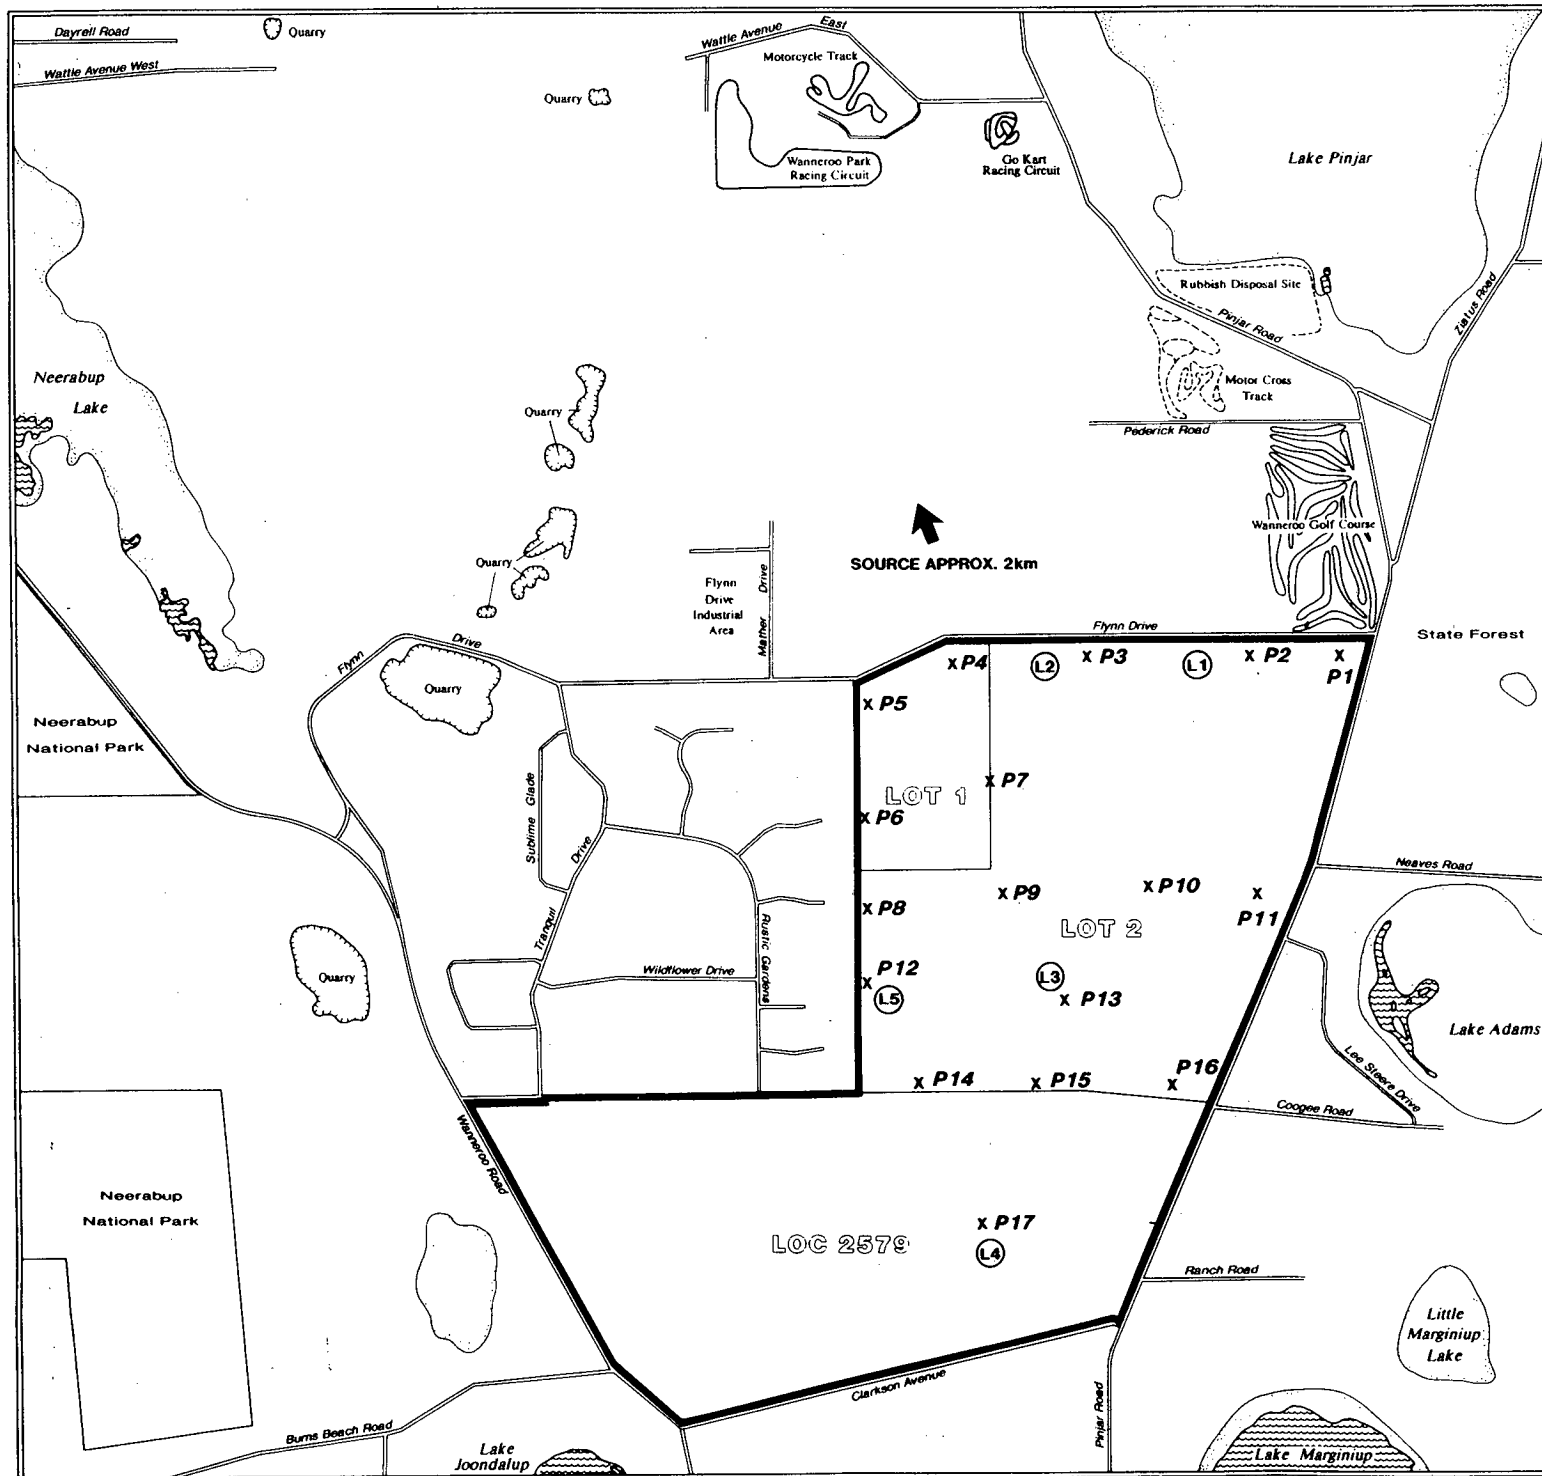 Dayrell Road
Quarry
Wattle Avenue West
Wattle Avenue East
Motorcycle Track
Quarry
Wanneroo Park
Racing Circuit
Go Kart
Racing Circuit
Lake Pinjar
Rubbish Disposal Site
Pinjar Road
Ziatus Road
Neerabup
Lake
Quarry
Motor Cross
Track
Pederick Road
Wanneroo Golf Course
Quarry
SOURCE APPROX. 2km
Flynn
Drive
Industrial
Area
Mather Drive
Flynn Drive
State Forest
Flynn Drive
Quarry
P4
L2
P3
L1
P2
P1
P5
Neerabup
National Park
Sublime Glade
P7
LOT 1
P6
Drive
Neaves Road
P9
P10
P11
P8
LOT 2
Tranquil
Rustic Gardens
Quarry
Wildflower Drive
P12
L5
L3
P13
Lake Adams
Lee Steere Drive
P14
P15
P16
Coogee Road
Wanneroo Road
Neerabup
National Park
P17
L4
LOC 2579
Ranch Road
Little
Marginiup
Lake
Clarkson Avenue
Pinjar Road
Burns Beach Road
Lake
Joondalup
Lake Marginiup